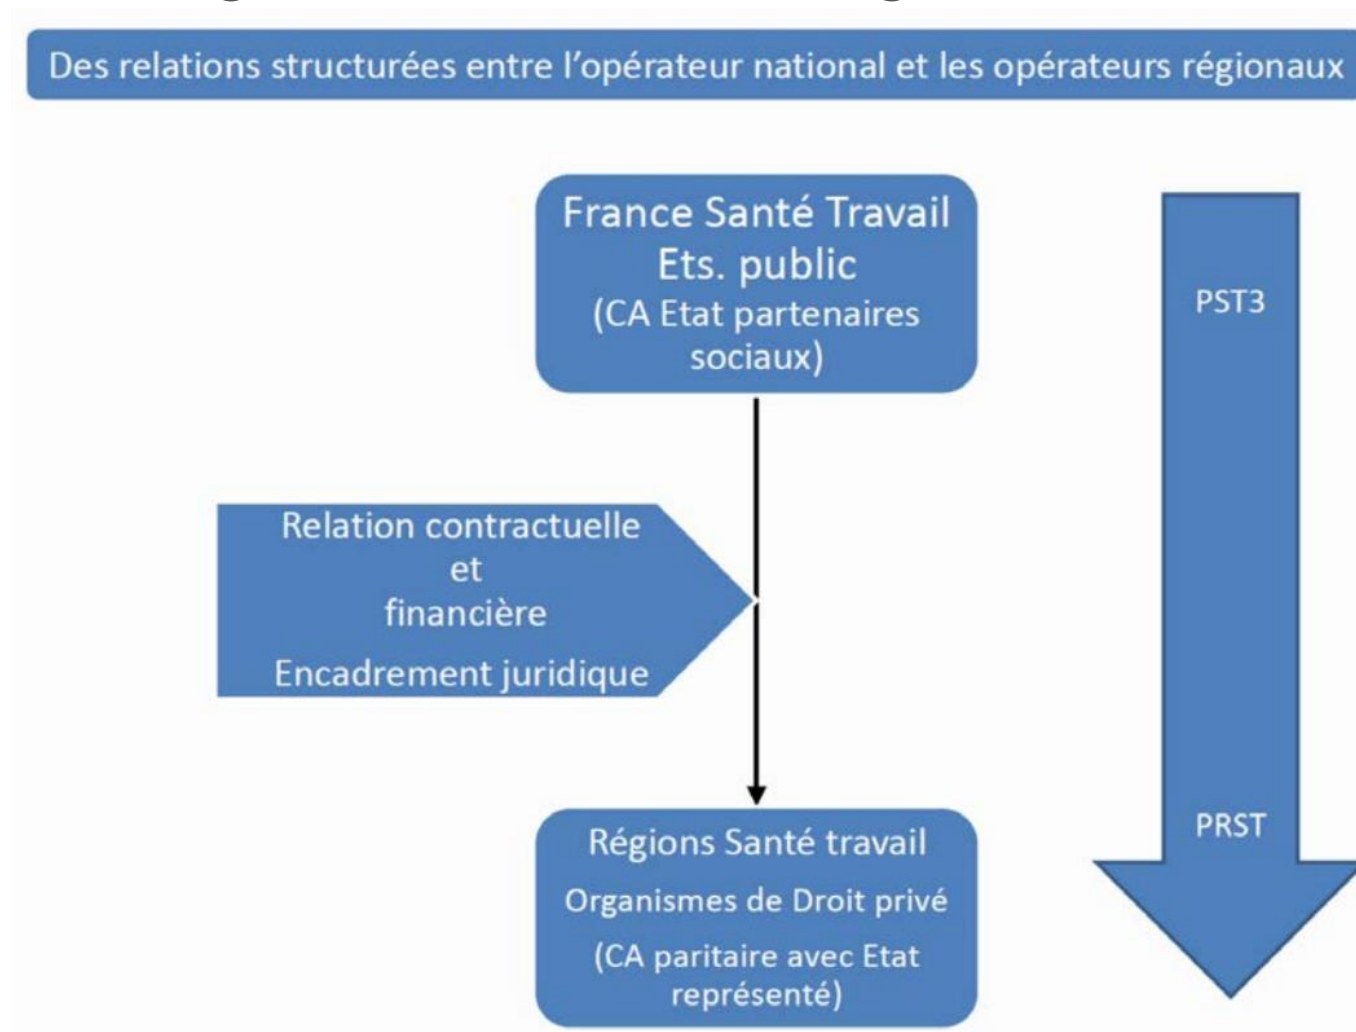 Des relations structurées entre l'opérateur national et les opérateurs régionaux
France Santé Travail
Ets. public
(CA Etat partenaires
sociaux)
PST3
Relation contractuelle
et
financière
Encadrement juridique
PRST
Régions Santé travail
Organismes de Droit privé
(CA paritaire avec Etat
représenté)